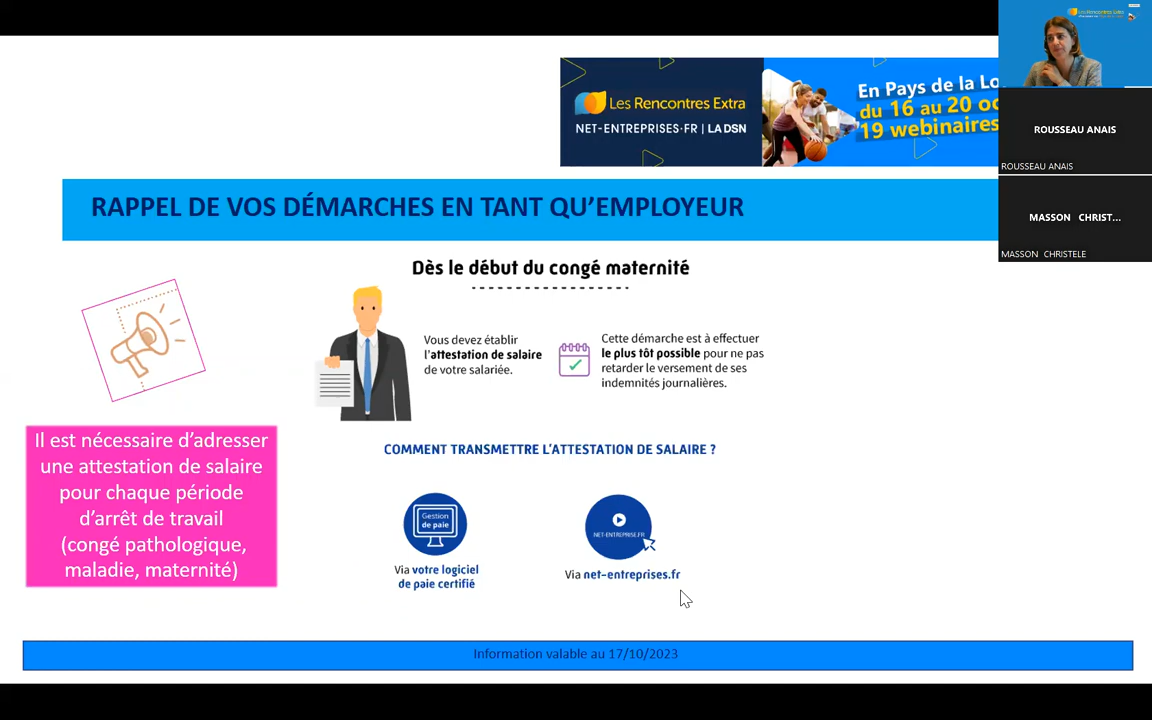 Les Rencontres Extra
NET-ENTREPRISES·FR | LA DSN
En Pays de la Lo
du 16 au 20 oc
19 webinaires
ROUSSEAU ANAIS
ROUSSEAU ANAIS
MASSON CHRIST...
MASSON CHRISTELE
RAPPEL DE VOS DÉMARCHES EN TANT QU’EMPLOYEUR
Dès le début du congé maternité
Vous devez établir
l’attestation de salaire
de votre salariée.
Cette démarche est à effectuer
le plus tôt possible pour ne pas
retarder le versement de ses
indemnités journalières.
Il est nécessaire d’adresser
une attestation de salaire
pour chaque période
d’arrêt de travail
(congé pathologique,
maladie, maternité)
COMMENT TRANSMETTRE L’ATTESTATION DE SALAIRE ?
Gestion
de paie
Via votre logiciel
de paie certifié
NET-ENTREPRISE.FR
Via net-entreprises.fr
Information valable au 17/10/2023